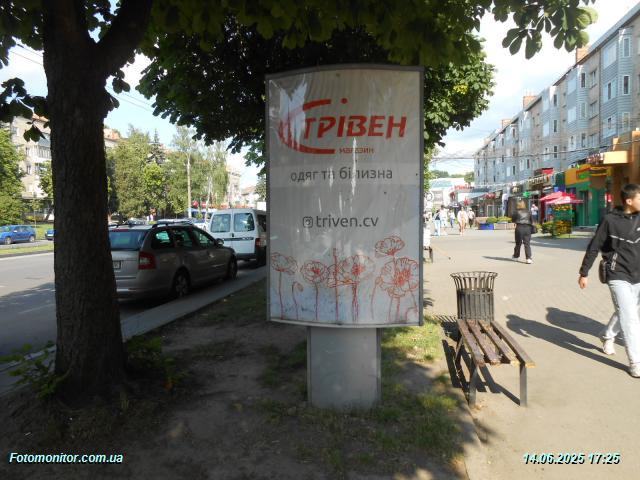 ТРІВЕН
магазин
одяг та білизна
triven.cv
Fotomonitor.com.ua
14.06.2025 17:25